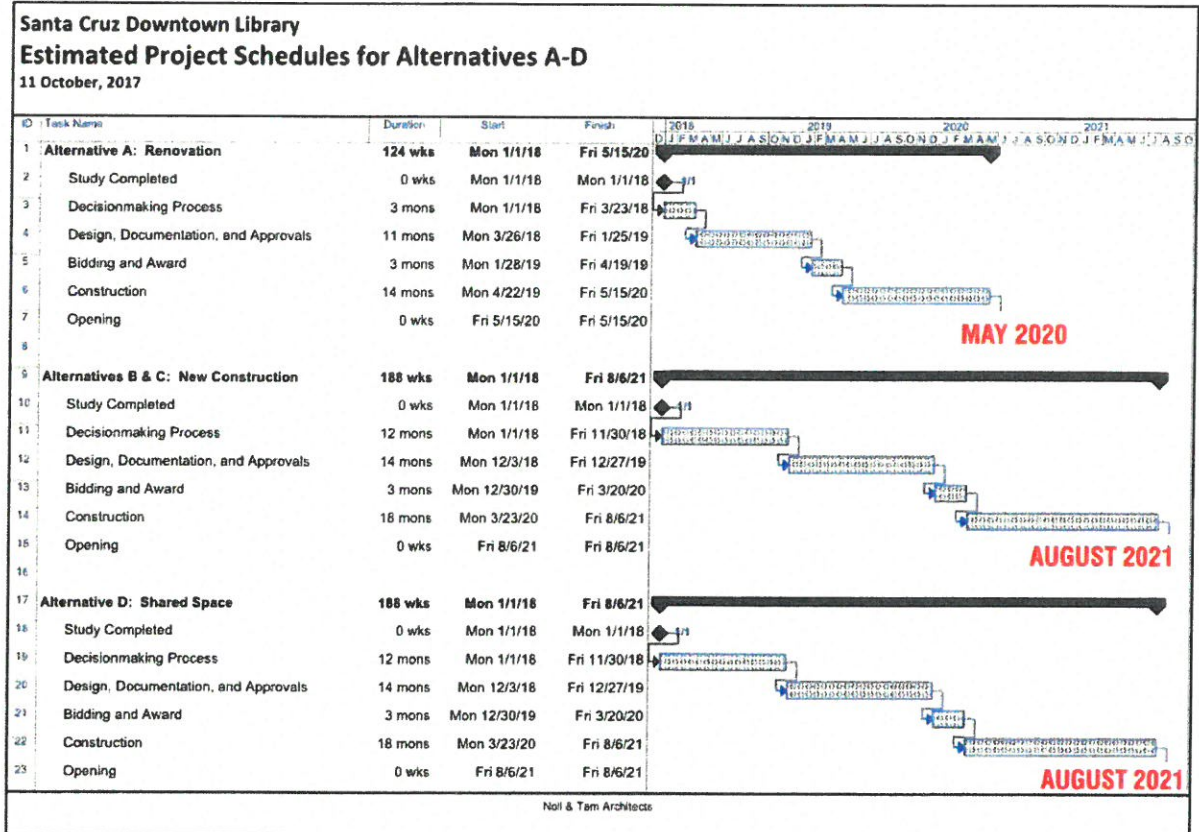 Santa Cruz Downtown Library
Estimated Project Schedules for Alternatives A-D
11 October, 2017
ID Task Name Duration Start Finish 2018 2019 2020 2021
D J F M A M J J A S O N D J F M A M J J A S O N D J F M A M J J A S O N D J F M A M J J A S O
1 Alternative A: Renovation 124 wks Mon 1/1/18 Fri 5/15/20
2 Study Completed 0 wks Mon 1/1/18 Mon 1/1/18 1/1
3 Decisionmaking Process 3 mons Mon 1/1/18 Fri 3/23/18
4 Design, Documentation, and Approvals 11 mons Mon 3/26/18 Fri 1/25/19
5 Bidding and Award 3 mons Mon 1/28/19 Fri 4/19/19
6 Construction 14 mons Mon 4/22/19 Fri 5/15/20
7 Opening 0 wks Fri 5/15/20 Fri 5/15/20
MAY 2020
8
9 Alternatives B & C: New Construction 188 wks Mon 1/1/18 Fri 8/6/21
10 Study Completed 0 wks Mon 1/1/18 Mon 1/1/18 1/1
11 Decisionmaking Process 12 mons Mon 1/1/18 Fri 11/30/18
12 Design, Documentation, and Approvals 14 mons Mon 12/3/18 Fri 12/27/19
13 Bidding and Award 3 mons Mon 12/30/19 Fri 3/20/20
14 Construction 18 mons Mon 3/23/20 Fri 8/6/21
15 Opening 0 wks Fri 8/6/21 Fri 8/6/21
AUGUST 2021
16
17 Alternative D: Shared Space 188 wks Mon 1/1/18 Fri 8/6/21
18 Study Completed 0 wks Mon 1/1/18 Mon 1/1/18 1/1
19 Decisionmaking Process 12 mons Mon 1/1/18 Fri 11/30/18
20 Design, Documentation, and Approvals 14 mons Mon 12/3/18 Fri 12/27/19
21 Bidding and Award 3 mons Mon 12/30/19 Fri 3/20/20
22 Construction 18 mons Mon 3/23/20 Fri 8/6/21
23 Opening 0 wks Fri 8/6/21 Fri 8/6/21
AUGUST 2021
Noll & Tam Architects